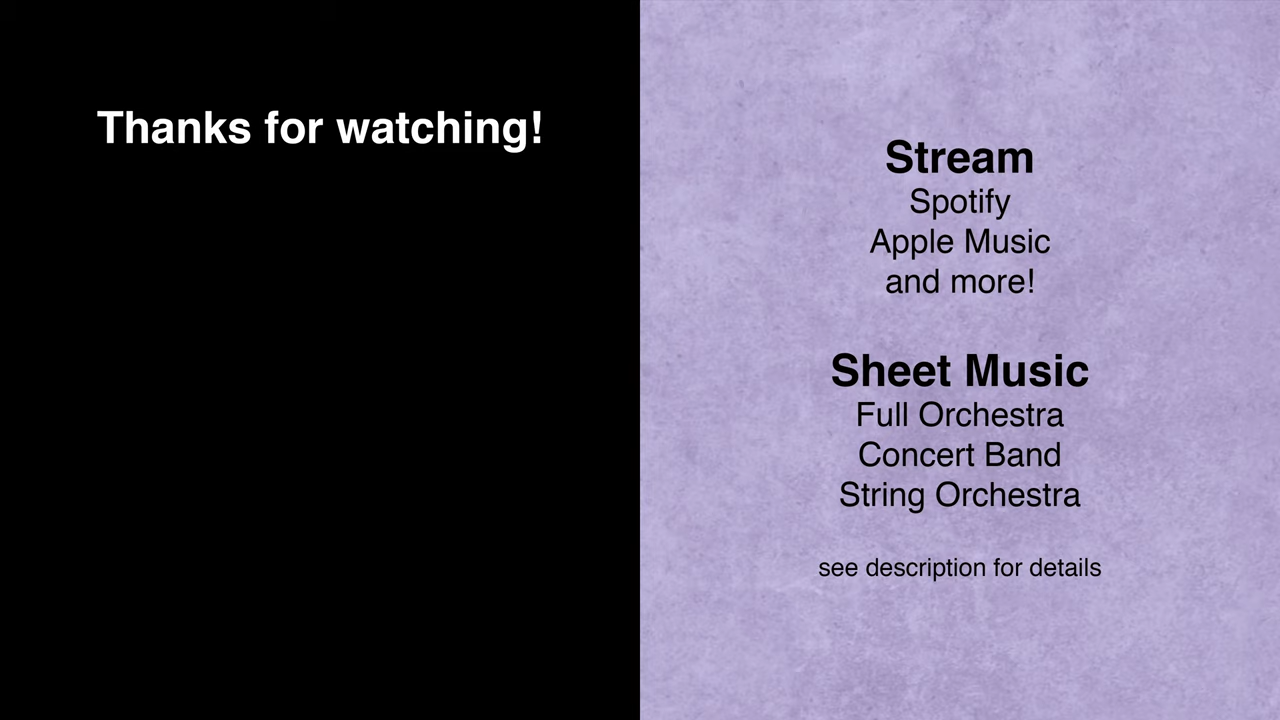 Thanks for watching!
Stream
Spotify
Apple Music
and more!
Sheet Music
Full Orchestra
Concert Band
String Orchestra
see description for details